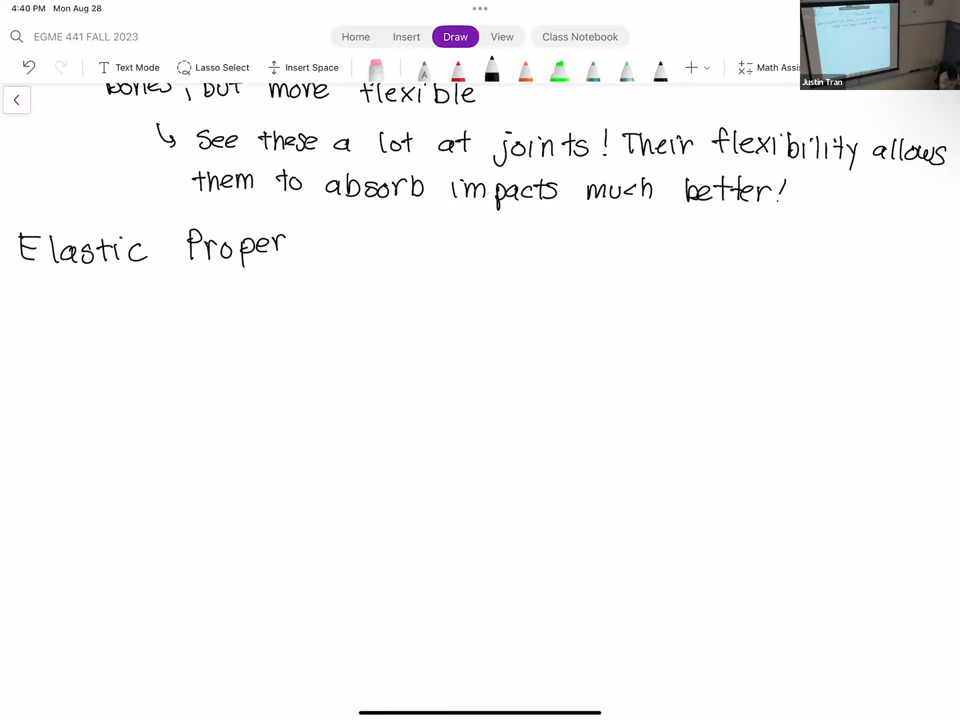 4:40 PM Mon Aug 28
EGME 441 FALL 2023
Home Insert Draw View Class Notebook
Text Mode Lasso Select Insert Space Math Assis
Justin Tran
bones, but more flexible
↳ see these a lot at joints! Their flexibility allows
them to absorb impacts much better!
Elastic Proper